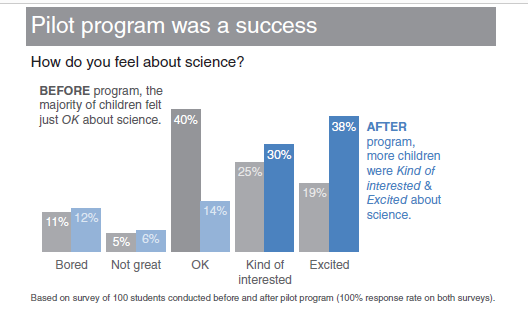 Pilot program was a success
How do you feel about science?
BEFORE program, the
majority of children felt
just OK about science.
40%
38%
AFTER
program,
more children
were Kind of
interested &
Excited about
science.
30%
25%
19%
14%
11%
12%
5%
6%
Bored
Not great
OK
Kind of
interested
Excited
Based on survey of 100 students conducted before and after pilot program (100% response rate on both surveys).